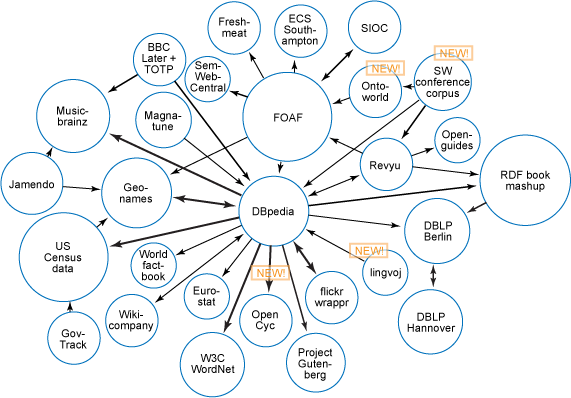 Fresh-
meat
ECS
South-
ampton
SIOC
BBC
Later +
TOTP
Sem-
Web-
Central
NEW!
Onto-
world
NEW!
SW
conference
corpus
Music-
brainz
Magna-
tune
FOAF
Open-
guides
Revyu
RDF book
mashup
Jamendo
Geo-
names
DBpedia
DBLP
Berlin
US
Census
data
World
fact-
book
NEW!
lingvoj
Euro-
stat
NEW!
Open
Cyc
flickr
wrappr
Wiki-
company
DBLP
Hannover
Gov-
Track
W3C
WordNet
Project
Guten-
berg